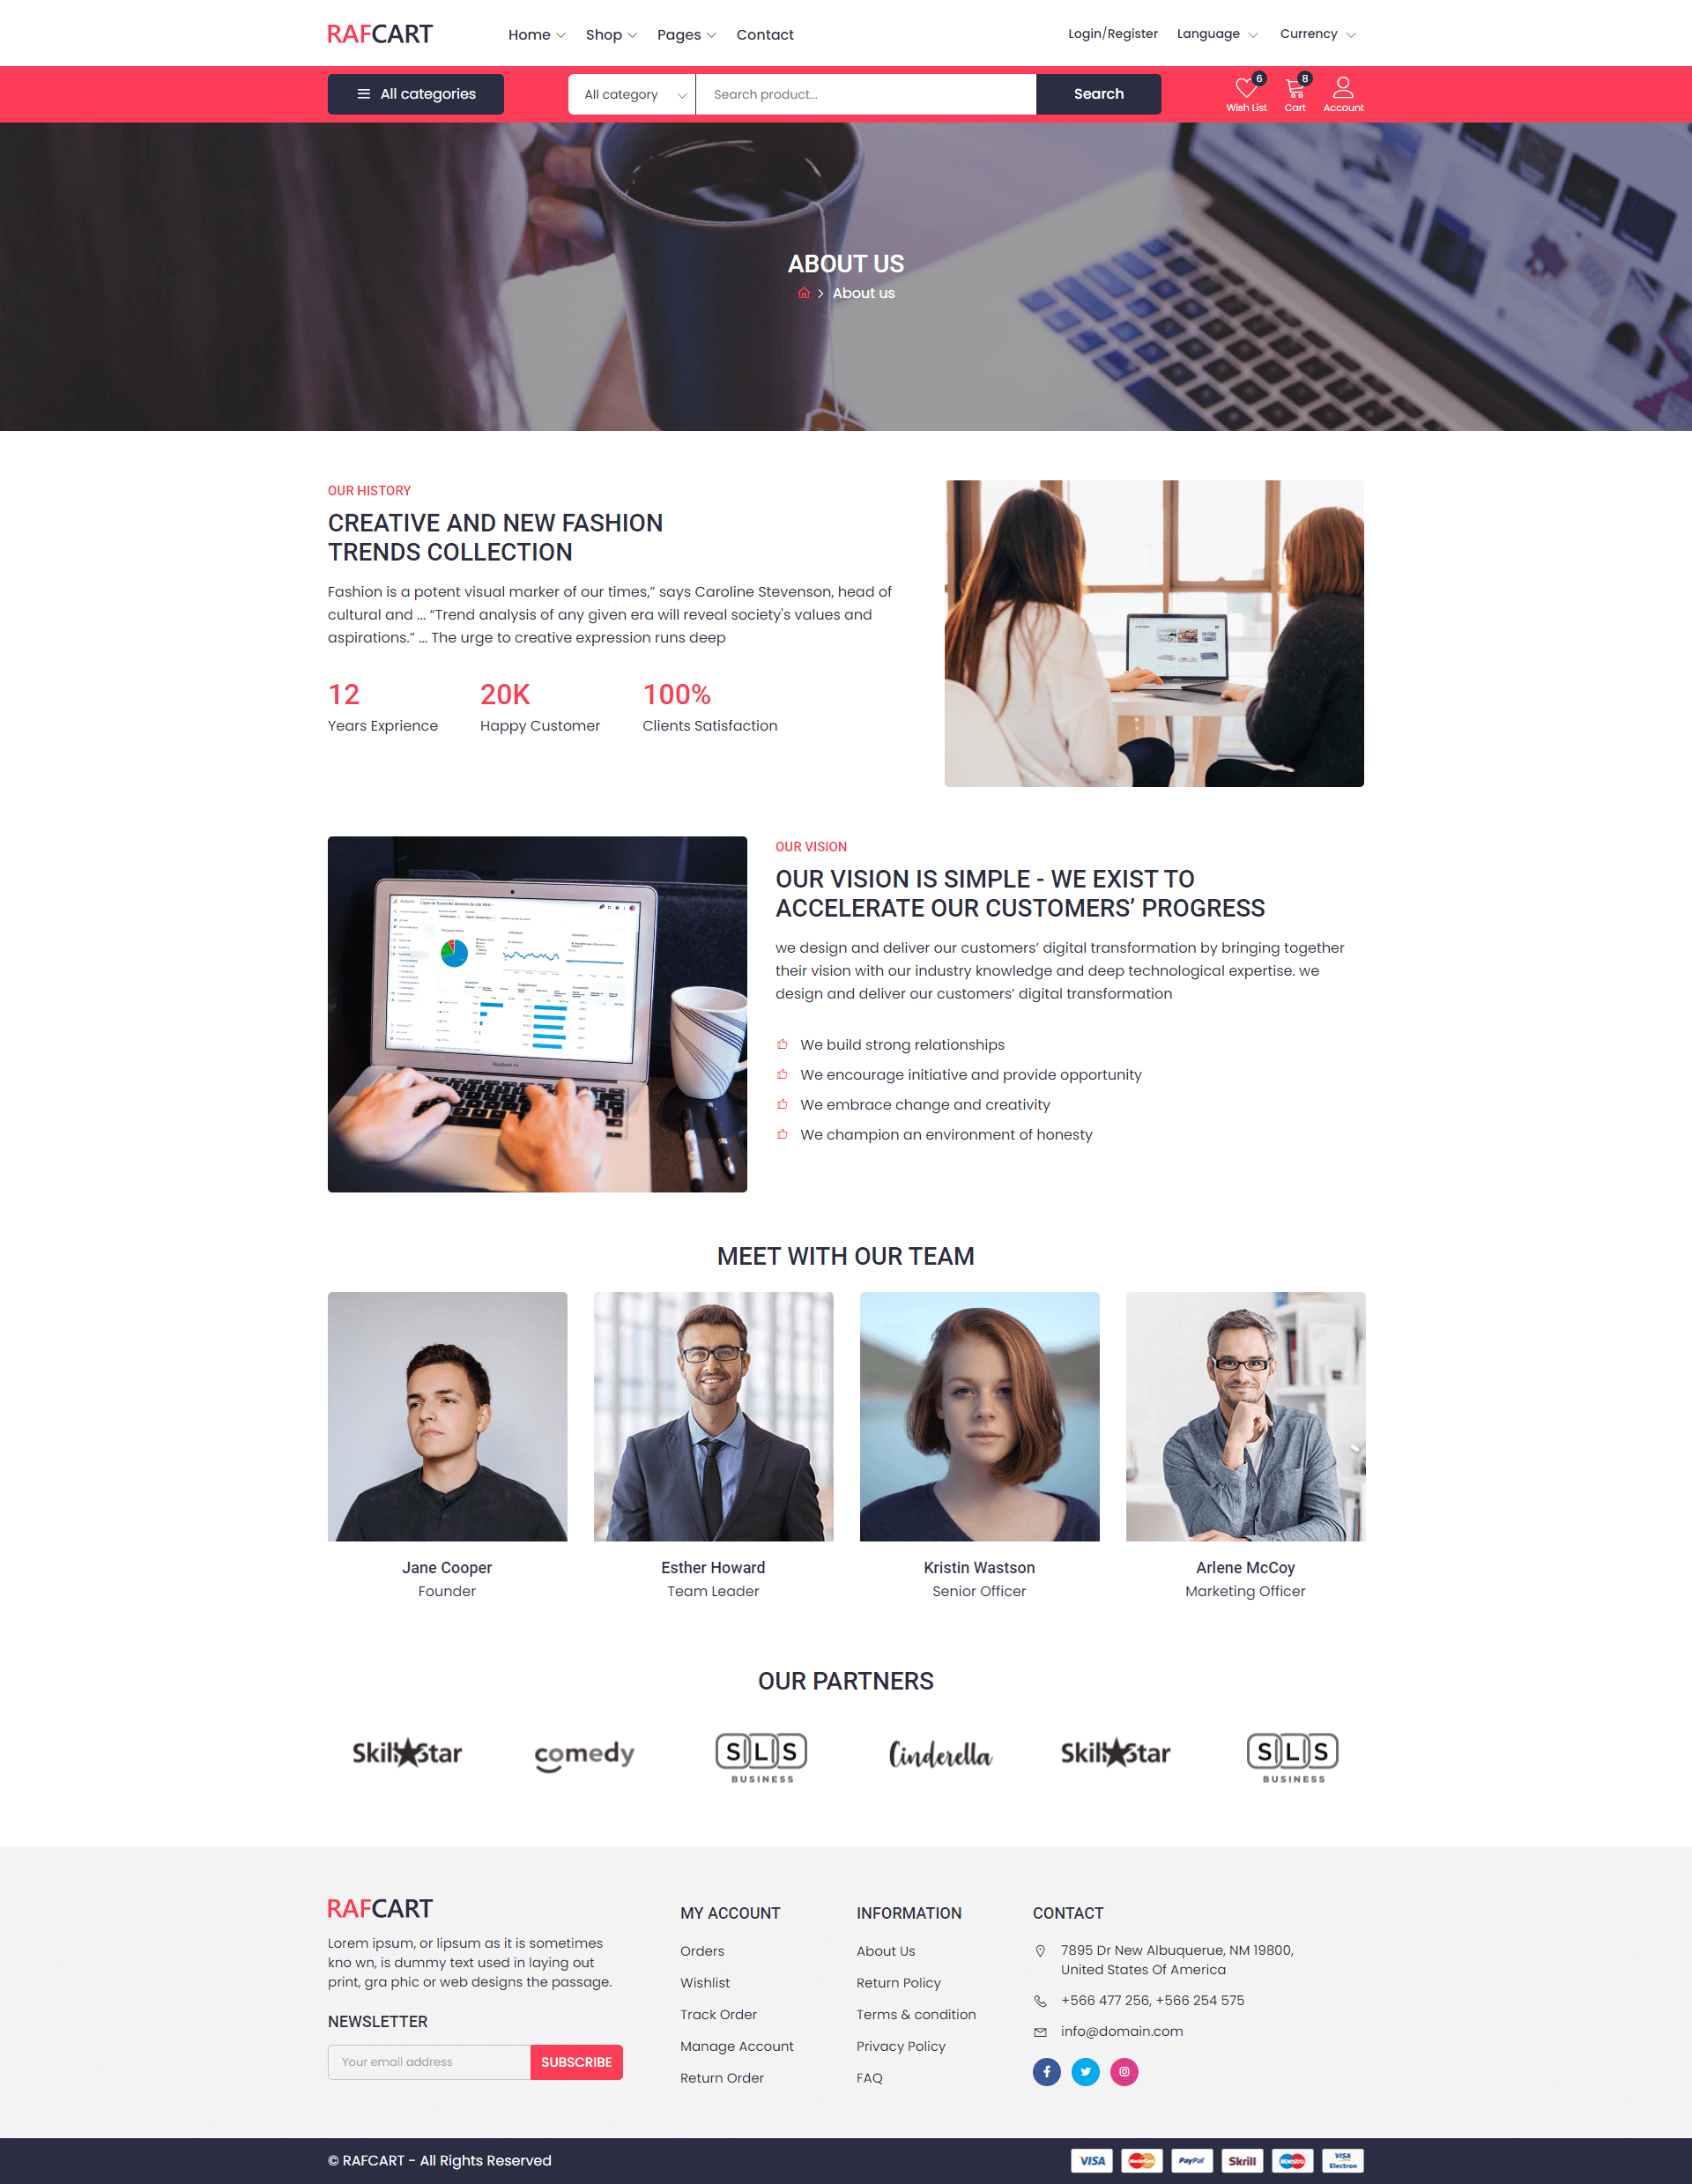 RAFCART
Home Shop Pages Contact
Login/Register Language Currency
All categories
All category Search product... Search
6 8
Wish List Cart Account
ABOUT US
About us
OUR HISTORY
CREATIVE AND NEW FASHION
TRENDS COLLECTION
Fashion is a potent visual marker of our times,” says Caroline Stevenson, head of
cultural and ... “Trend analysis of any given era will reveal society's values and
aspirations.” ... The urge to creative expression runs deep
12 20K 100%
Years Exprience Happy Customer Clients Satisfaction
OUR VISION
OUR VISION IS SIMPLE - WE EXIST TO
ACCELERATE OUR CUSTOMERS’ PROGRESS
we design and deliver our customers’ digital transformation by bringing together
their vision with our industry knowledge and deep technological expertise. we
design and deliver our customers’ digital transformation
We build strong relationships
We encourage initiative and provide opportunity
We embrace change and creativity
We champion an environment of honesty
MEET WITH OUR TEAM
Jane Cooper
Founder
Esther Howard
Team Leader
Kristin Wastson
Senior Officer
Arlene McCoy
Marketing Officer
OUR PARTNERS
SkillStar
comedy
SLS
BUSINESS
Cinderella
SkillStar
SLS
BUSINESS
RAFCART
Lorem ipsum, or lipsum as it is sometimes
kno wn, is dummy text used in laying out
print, gra phic or web designs the passage.
NEWSLETTER
Your email address SUBSCRIBE
MY ACCOUNT
Orders
Wishlist
Track Order
Manage Account
Return Order
INFORMATION
About Us
Return Policy
Terms & condition
Privacy Policy
FAQ
CONTACT
7895 Dr New Albuquerue, NM 19800,
United States Of America
+566 477 256, +566 254 575
info@domain.com
© RAFCART - All Rights Reserved
VISA MasterCard PayPal Skrill Maestro VISA
Electron